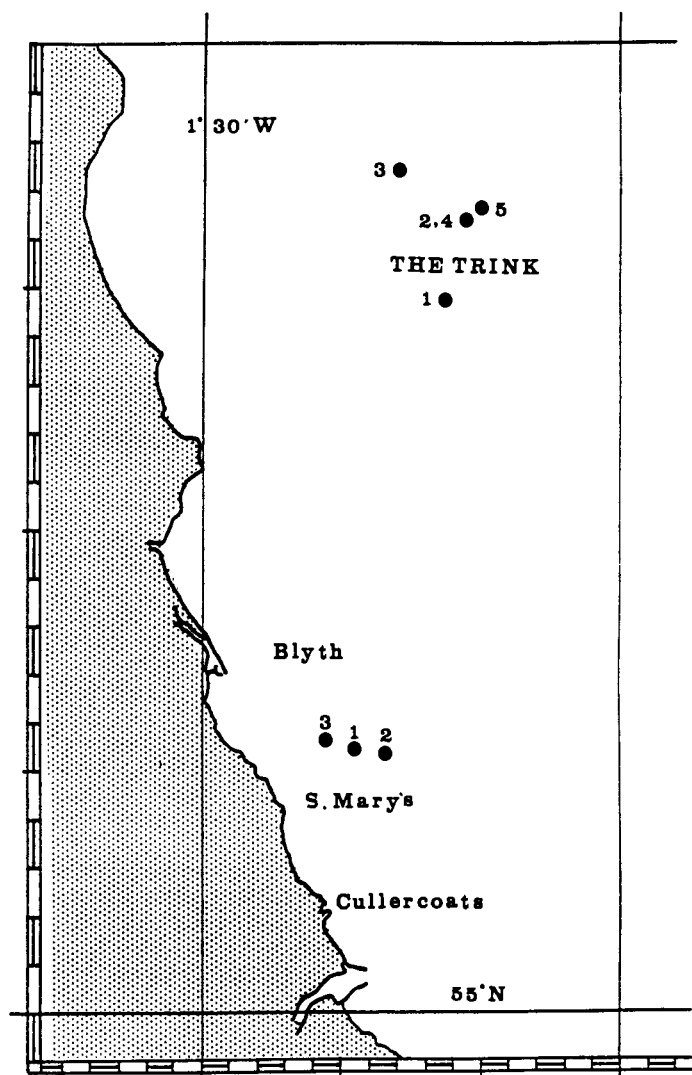 1° 30′ W
3
5
2,4
THE TRINK
1
Blyth
3 1 2
S. Mary's
Cullercoats
55°N